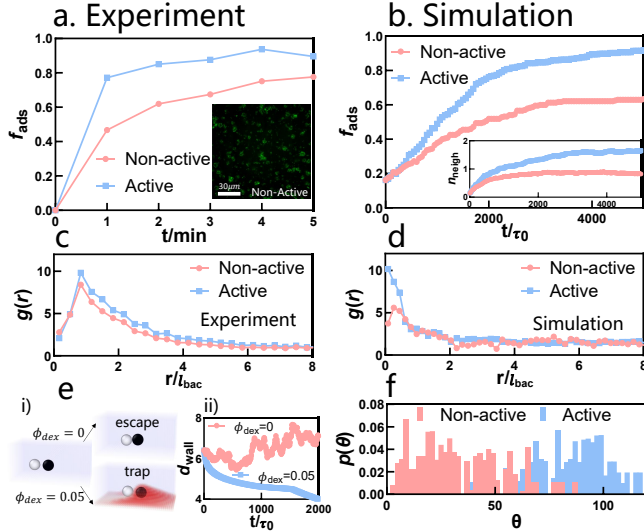 a. Experiment
f_ads
1.0
0.8
0.6
0.4
0.2
0.0
Non-active
Active
30μm
Non-Active
0 1 2 3 4 5
t/min
b. Simulation
f_ads
1.0
0.8
0.6
0.4
0.2
0.0
Non-active
Active
n_neigh
2
1
0
0 2000 4000
0 2000 4000
t/τ0
c
g(r)
10
5
0
Non-active
Active
Experiment
0 2 4 6 8
r/l_bac
d
g(r)
10
5
0
Non-active
Active
Simulation
0 2 4 6 8
r/l_bac
e
i)
ϕ_dex = 0
escape
trap
ϕ_dex = 0.05
ii)
d_wall
8
6
4
ϕ_dex=0
ϕ_dex=0.05
0 1000 2000
t/τ0
f
p(θ)
0.08
0.06
0.04
0.02
0.00
Non-active
Active
0 50 100
θ